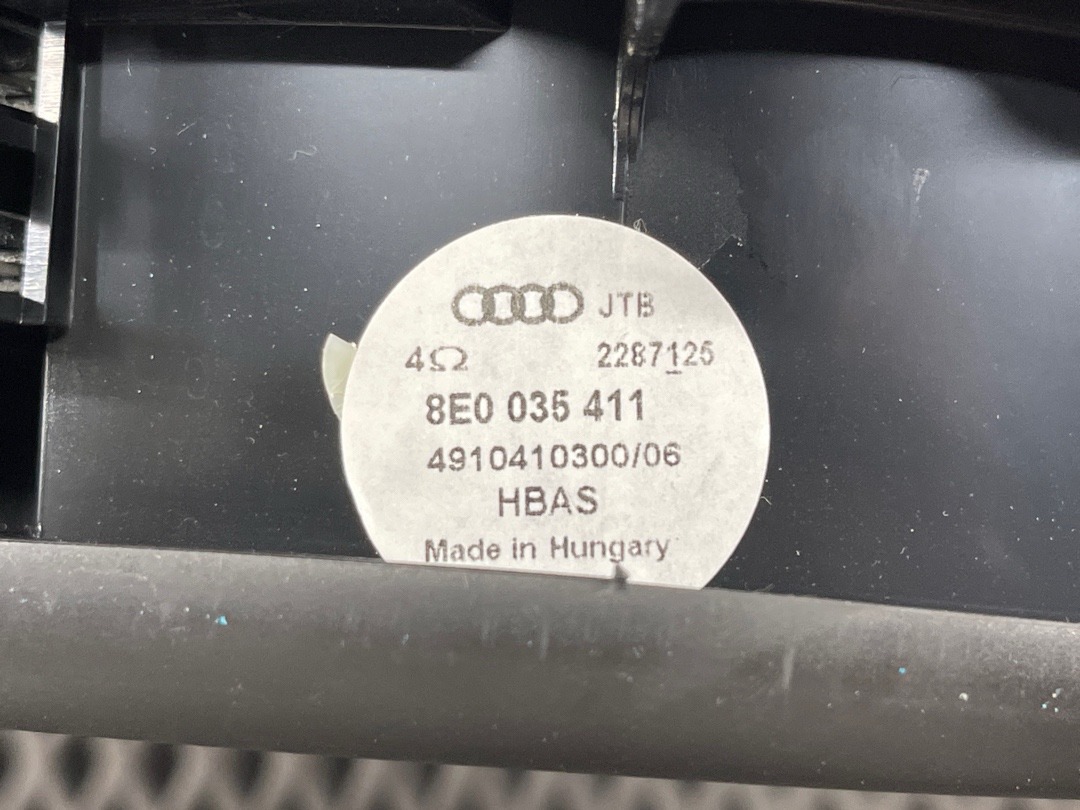 JTB
4Ω 2287125
8E0 035 411
4910410300/06
HBAS
Made in Hungary